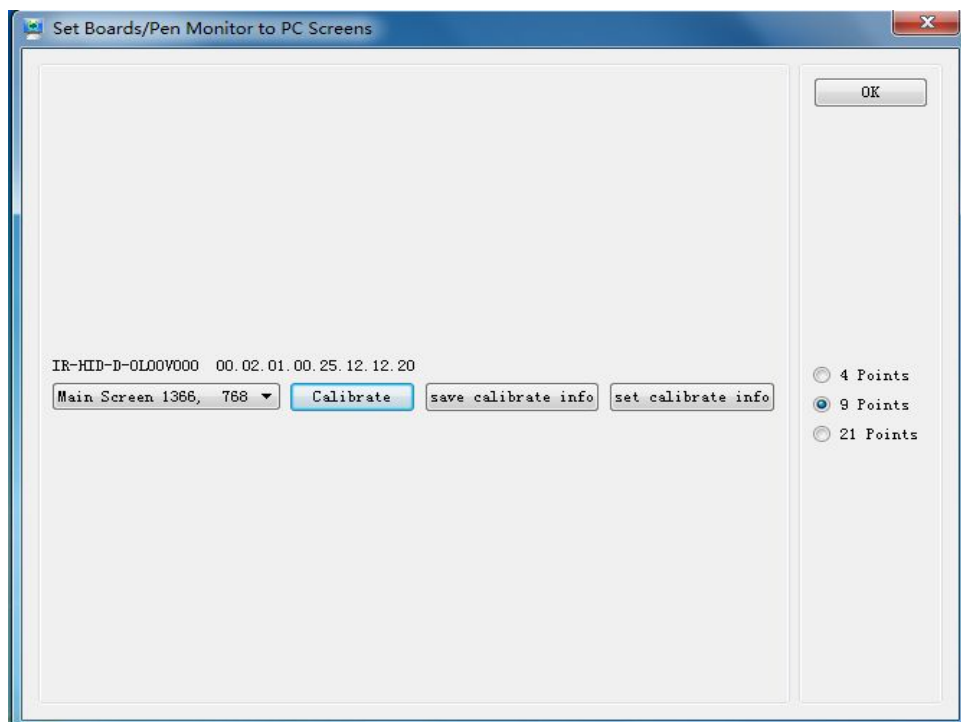 Set Boards/Pen Monitor to PC Screens
OK
IR-HID-D-OL00V000 00.02.01.00.25.12.12.20
Main Screen 1366, 768
Calibrate
save calibrate info
set calibrate info
4 Points
9 Points
21 Points